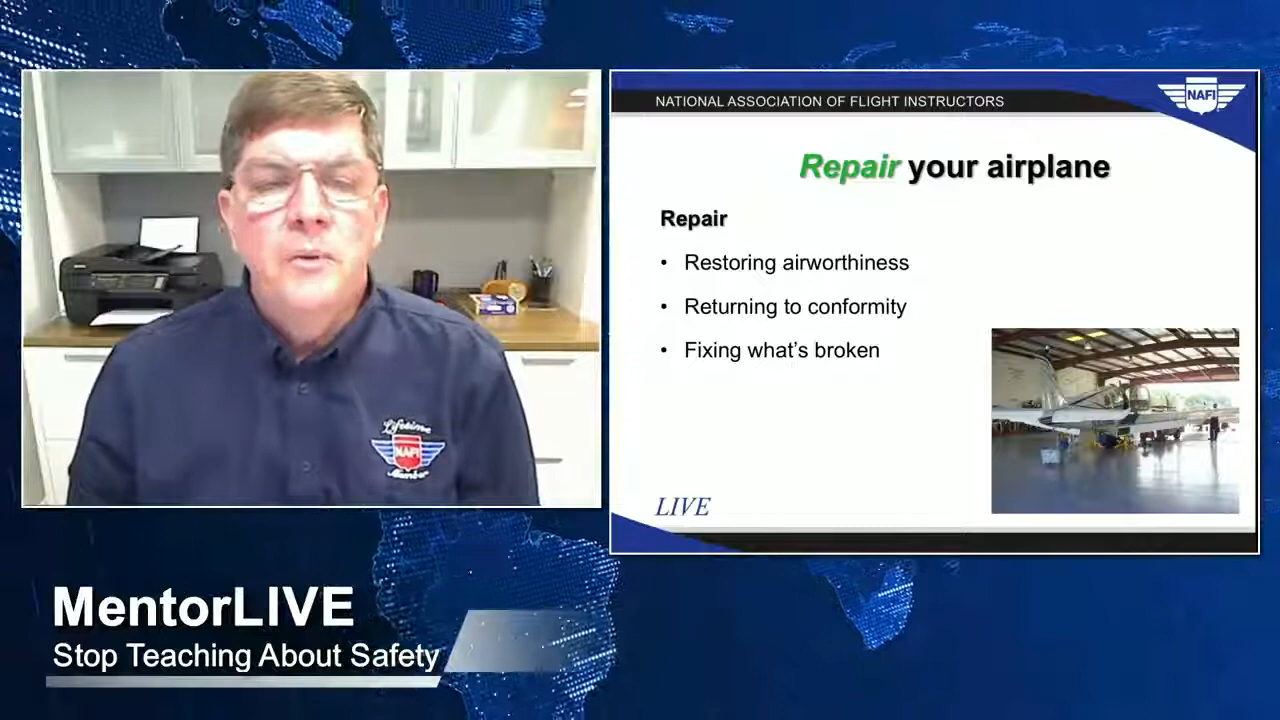 NATIONAL ASSOCIATION OF FLIGHT INSTRUCTORS
NAFI
Repair your airplane
Repair
• Restoring airworthiness
• Returning to conformity
• Fixing what's broken
LIVE
Lifetime
NAFI
Member
MentorLIVE
Stop Teaching About Safety